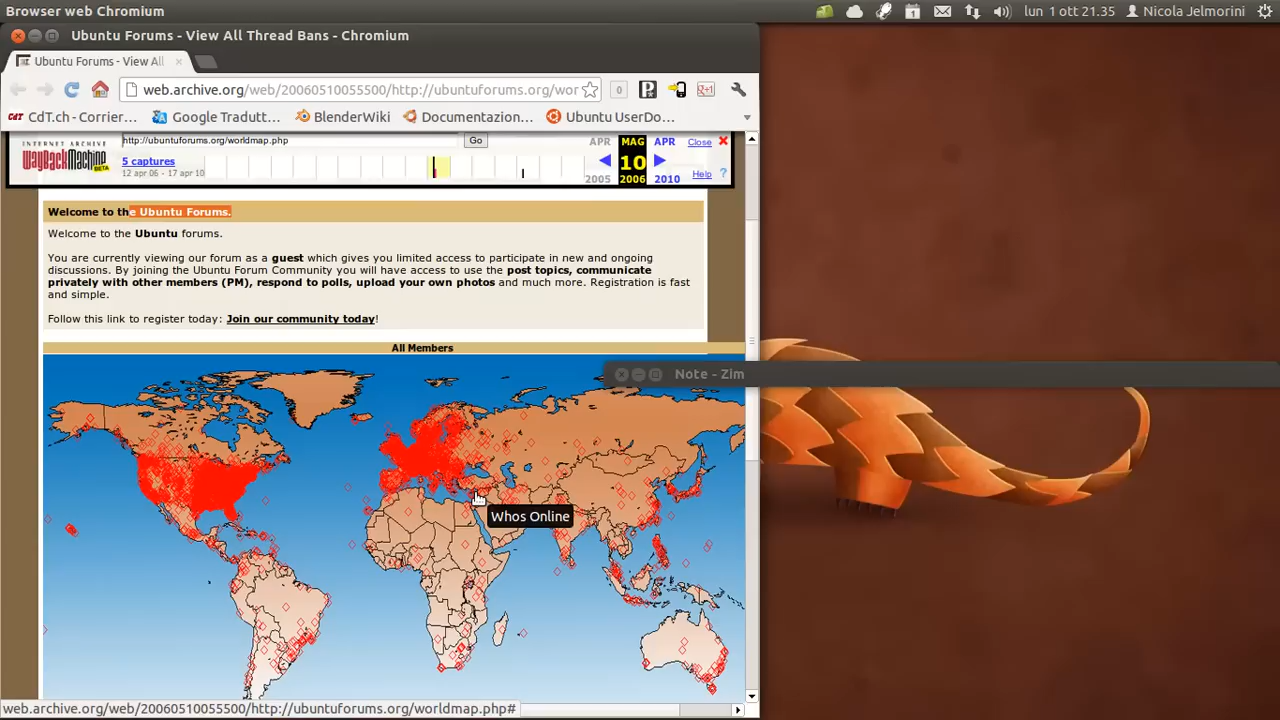 Browser web Chromium
1
lun 1 ott 21.35
Nicola Jelmorini
Ubuntu Forums - View All Thread Bans - Chromium
Ubuntu Forums - View All
web.archive.org/web/20060510055500/http://ubuntuforums.org/wor
0
P
g+1
CdT CdT.ch - Corrier...
Google Tradutt...
BlenderWiki
Documentazion...
Ubuntu UserDo...
INTERNET ARCHIVE
WayBackMachine
BETA
http://ubuntuforums.org/worldmap.php
Go
5 captures
12 apr 06 - 17 apr 10
APR
MAG
APR
10
2005
2006
2010
Close
Help
?
Welcome to the Ubuntu Forums.
Welcome to the Ubuntu forums.
You are currently viewing our forum as a guest which gives you limited access to participate in new and ongoing
discussions. By joining the Ubuntu Forum Community you will have access to use the post topics, communicate
privately with other members (PM), respond to polls, upload your own photos and much more. Registration is fast
and simple.
Follow this link to register today: Join our community today!
All Members
Note - Zim
Whos Online
web.archive.org/web/20060510055500/http://ubuntuforums.org/worldmap.php#